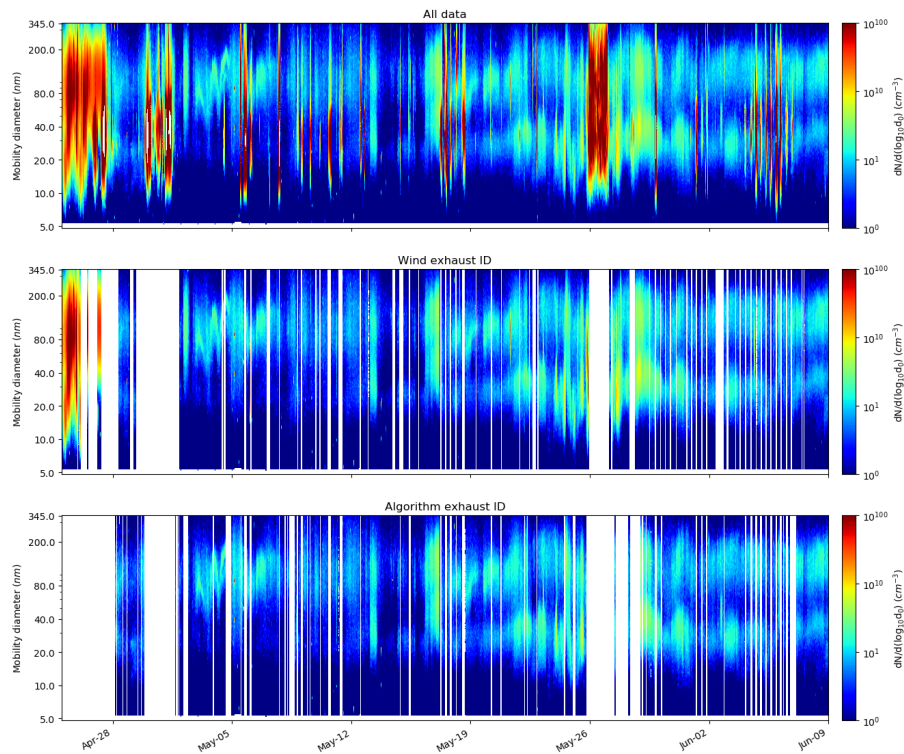 All data
345.0
200.0
80.0
40.0
20.0
10.0
5.0
Mobility diameter (nm)
10^100
10^10
10^1
10^0
dN/d(log₁₀d₀) (cm⁻³)
Wind exhaust ID
345.0
200.0
80.0
40.0
20.0
10.0
5.0
Mobility diameter (nm)
10^100
10^10
10^1
10^0
dN/d(log₁₀d₀) (cm⁻³)
Algorithm exhaust ID
345.0
200.0
80.0
40.0
20.0
10.0
5.0
Mobility diameter (nm)
10^100
10^10
10^1
10^0
dN/d(log₁₀d₀) (cm⁻³)
Apr-28
May-05
May-12
May-19
May-26
Jun-02
Jun-09